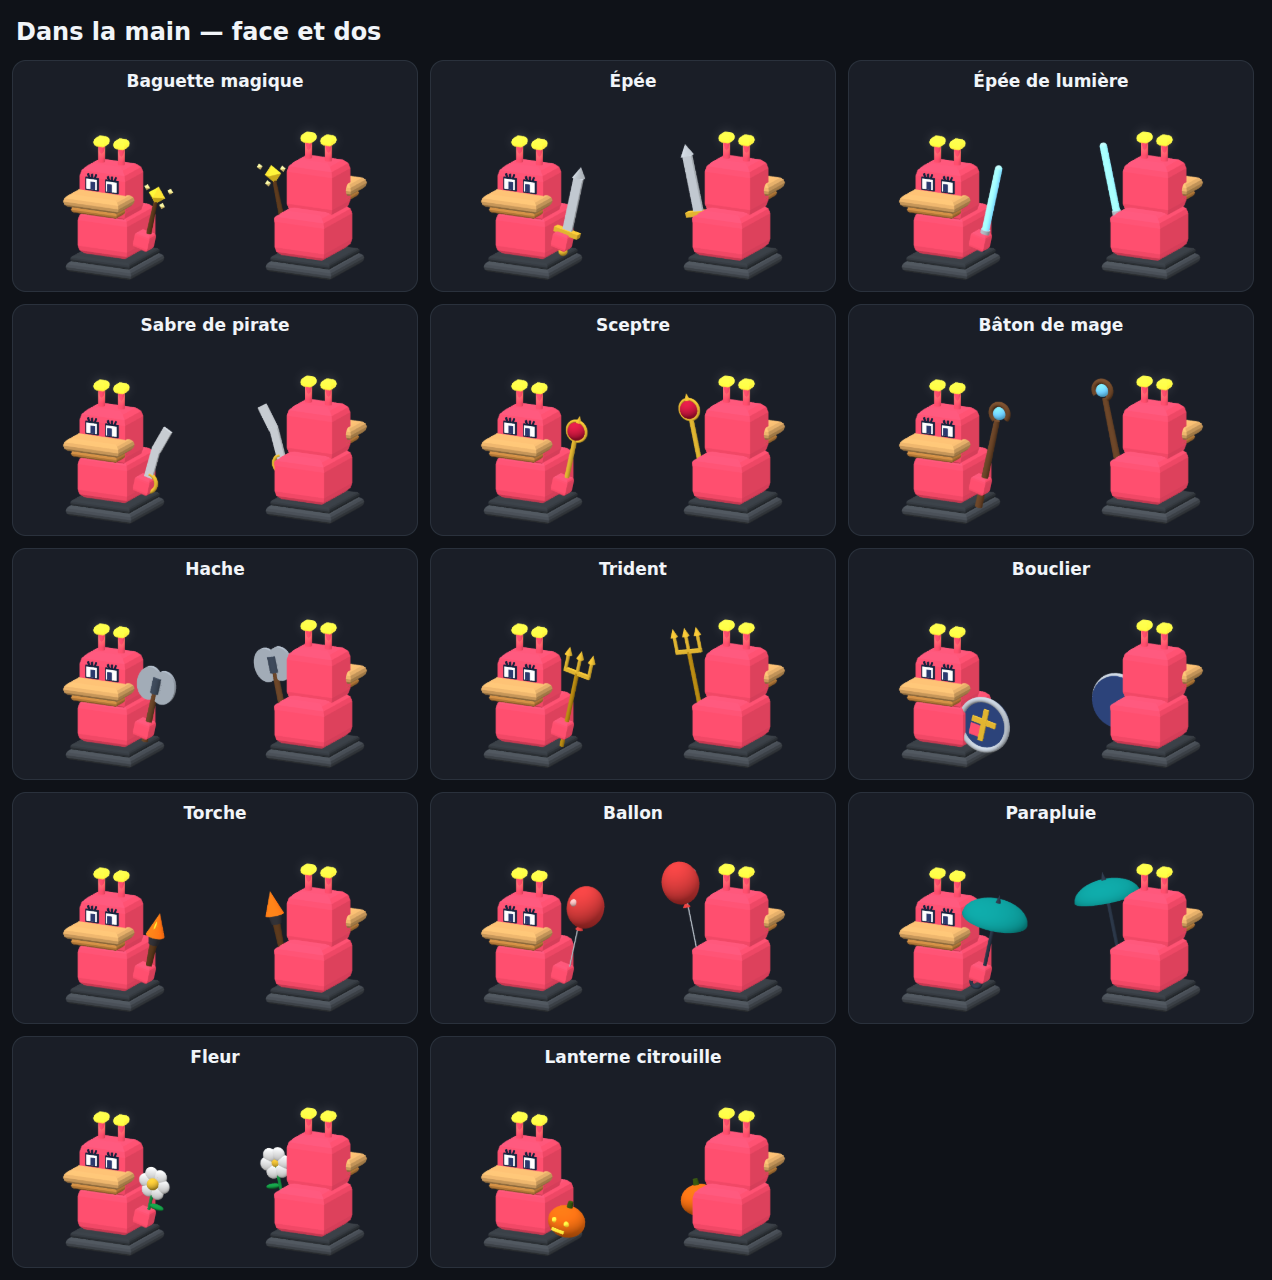 Dans la main — face et dos
Baguette magique
Épée
Épée de lumière
Sabre de pirate
Sceptre
Bâton de mage
Hache
Trident
Bouclier
Torche
Ballon
Parapluie
Fleur
Lanterne citrouille